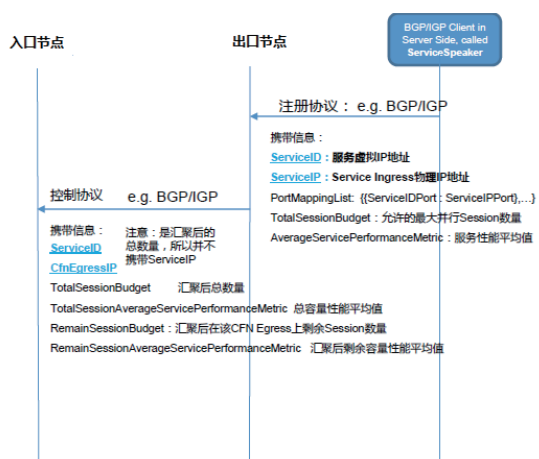 入口节点
出口节点
BGP/IGP Client in
Server Side, called
ServiceSpeaker
注册协议： e.g. BGP/IGP
携带信息：
ServiceID：服务虚拟IP地址
ServiceIP：Service Ingress物理IP地址
PortMappingList: {{ServiceIDPort : ServiceIPPort},…}
TotalSessionBudget：允许的最大并行Session数量
AverageServicePerformanceMetric：服务性能平均值
控制协议 e.g. BGP/IGP
携带信息：
ServiceID
CfnEgressIP
注意：是汇聚后的
总数量，所以并不
携带ServiceIP
TotalSessionBudget 汇聚后总数量
TotalSessionAverageServicePerformanceMetric 总容量性能平均值
RemainSessionBudget：汇聚后在该CFN Egress上剩余Session数量
RemainSessionAverageServicePerformanceMetric 汇聚后剩余容量性能平均值